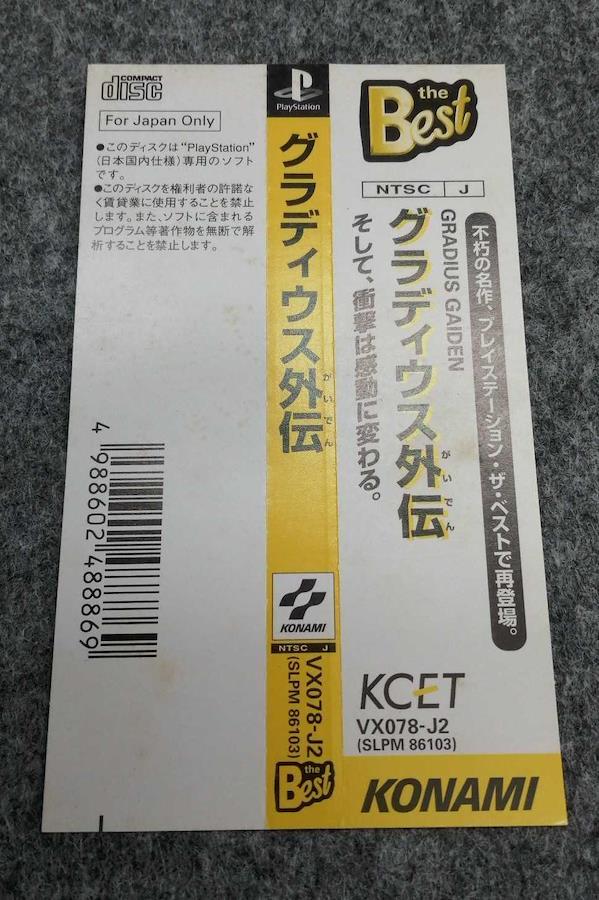 COMPACT
disc
For Japan Only
●このディスクは“PlayStation”
(日本国内仕様)専用のソフト
です。
●このディスクを権利者の許諾な
く賃貸業に使用することを禁止
します。また、ソフトに含まれる
プログラム等著作物を無断で解
析することを禁止します。
4 988602 488869
PlayStation
グラディウス外伝
がいでん
KONAMI
NTSC J
VX078-J2
(SLPM 86103)
the
Best
the
Best
NTSC J
不朽の名作、プレイステーション・ザ・ベストで再登場。
GRADIUS GAIDEN
グラディウス外伝
がいでん
そして、衝撃は感動に変わる。
KCET
VX078-J2
(SLPM 86103)
KONAMI